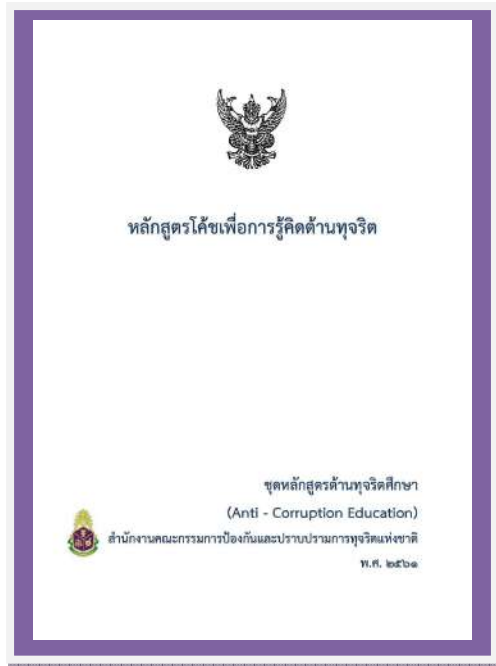 หลักสูตรโค้ชเพื่อการรู้คิดต้านทุจริต
ชุดหลักสูตรต้านทุจริตศึกษา
(Anti - Corruption Education)
สำนักงานคณะกรรมการป้องกันและปราบปรามการทุจริตแห่งชาติ
พ.ศ. ๒๕๖๑